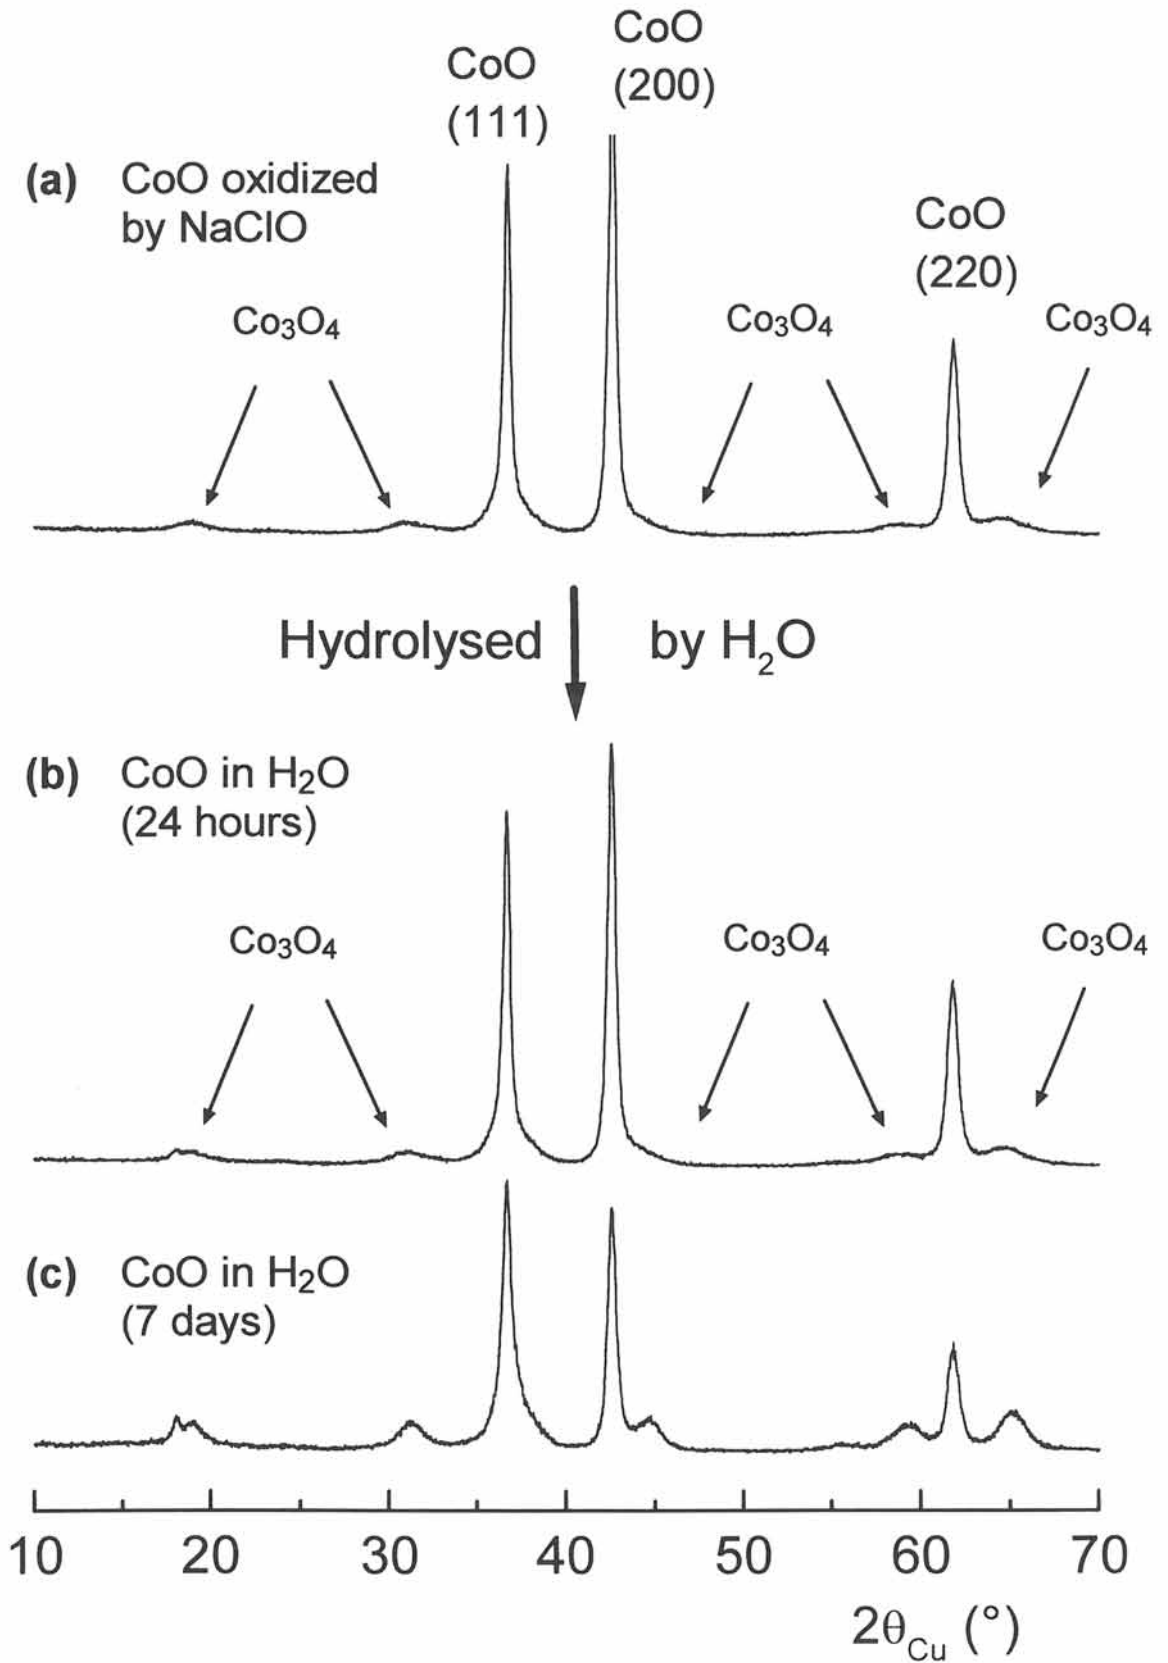 CoO
(200)
CoO
(111)
(a) CoO oxidized
by NaClO
CoO
(220)
Co₃O₄
Co₃O₄
Co₃O₄
Hydrolysed by H₂O
(b) CoO in H₂O
(24 hours)
Co₃O₄
Co₃O₄
Co₃O₄
(c) CoO in H₂O
(7 days)
10 20 30 40 50 60 70
2θCu (°)